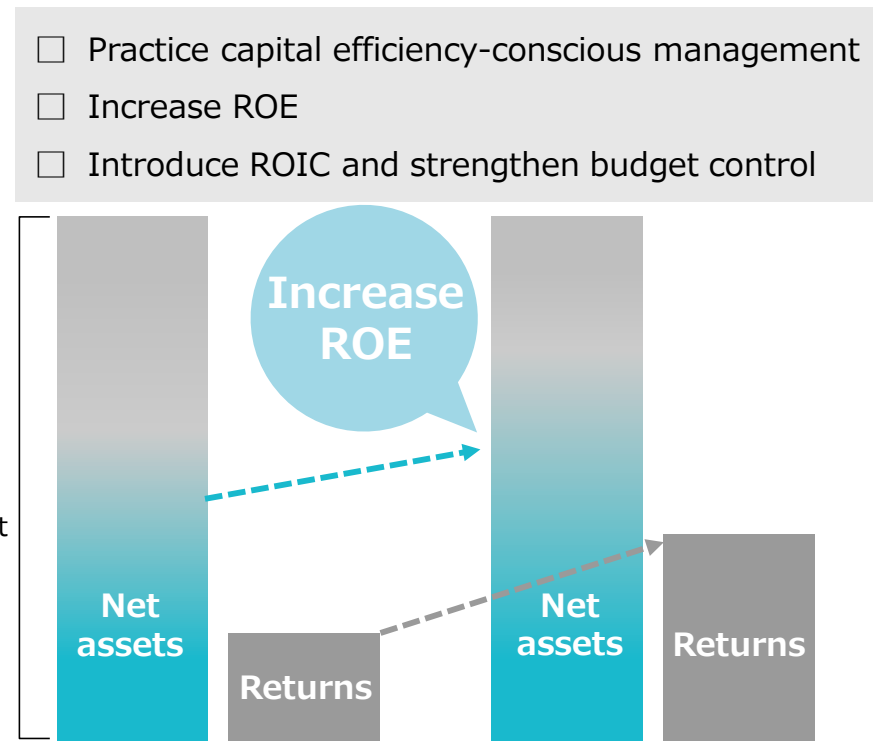 □ Practice capital efficiency-conscious management
□ Increase ROE
□ Introduce ROIC and strengthen budget control
Increase
ROE
t
Net
assets
Returns
Net
assets
Returns